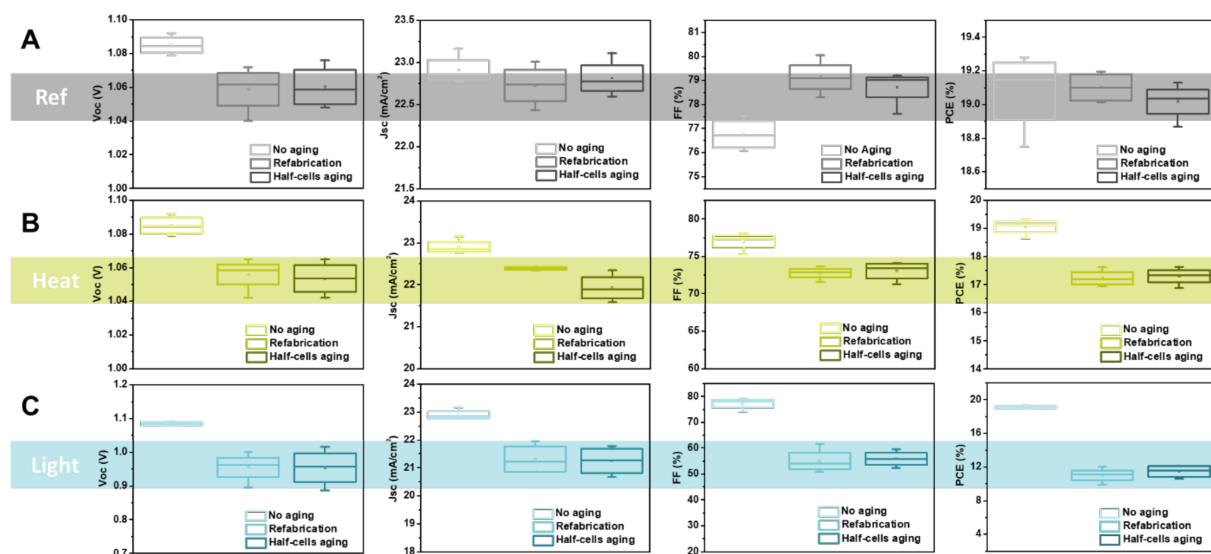 A
Ref
Voc (V)
1.10
1.08
1.06
1.04
1.02
1.00
No aging
Refabrication
Half-cells aging
Jsc (mA/cm²)
23.5
23.0
22.5
22.0
21.5
No aging
Refabrication
Half-cells aging
FF (%)
81
80
79
78
77
76
75
74
No Aging
Refabrication
Half-cells aging
PCE (%)
19.4
19.2
19.0
18.8
18.6
No aging
Refabrication
Half-cells aging
B
Heat
Voc (V)
1.10
1.08
1.06
1.04
1.02
1.00
No aging
Refabrication
Half-cells aging
Jsc (mA/cm²)
24
23
22
21
20
No aging
Refabrication
Half-cells aging
FF (%)
80
75
70
65
60
No aging
Refabrication
Half-cells aging
PCE (%)
20
19
18
17
16
15
14
No aging
Refabrication
Half-cells aging
C
Light
Voc (V)
1.2
1.1
1.0
0.9
0.8
0.7
No aging
Refabrication
Half-cells aging
Jsc (mA/cm²)
24
23
22
21
20
19
18
No aging
Refabrication
Half-cells aging
FF (%)
80
70
60
50
40
30
20
No aging
Refabrication
Half-cells aging
PCE (%)
20
16
12
8
4
No aging
Refabrication
Half-cells aging